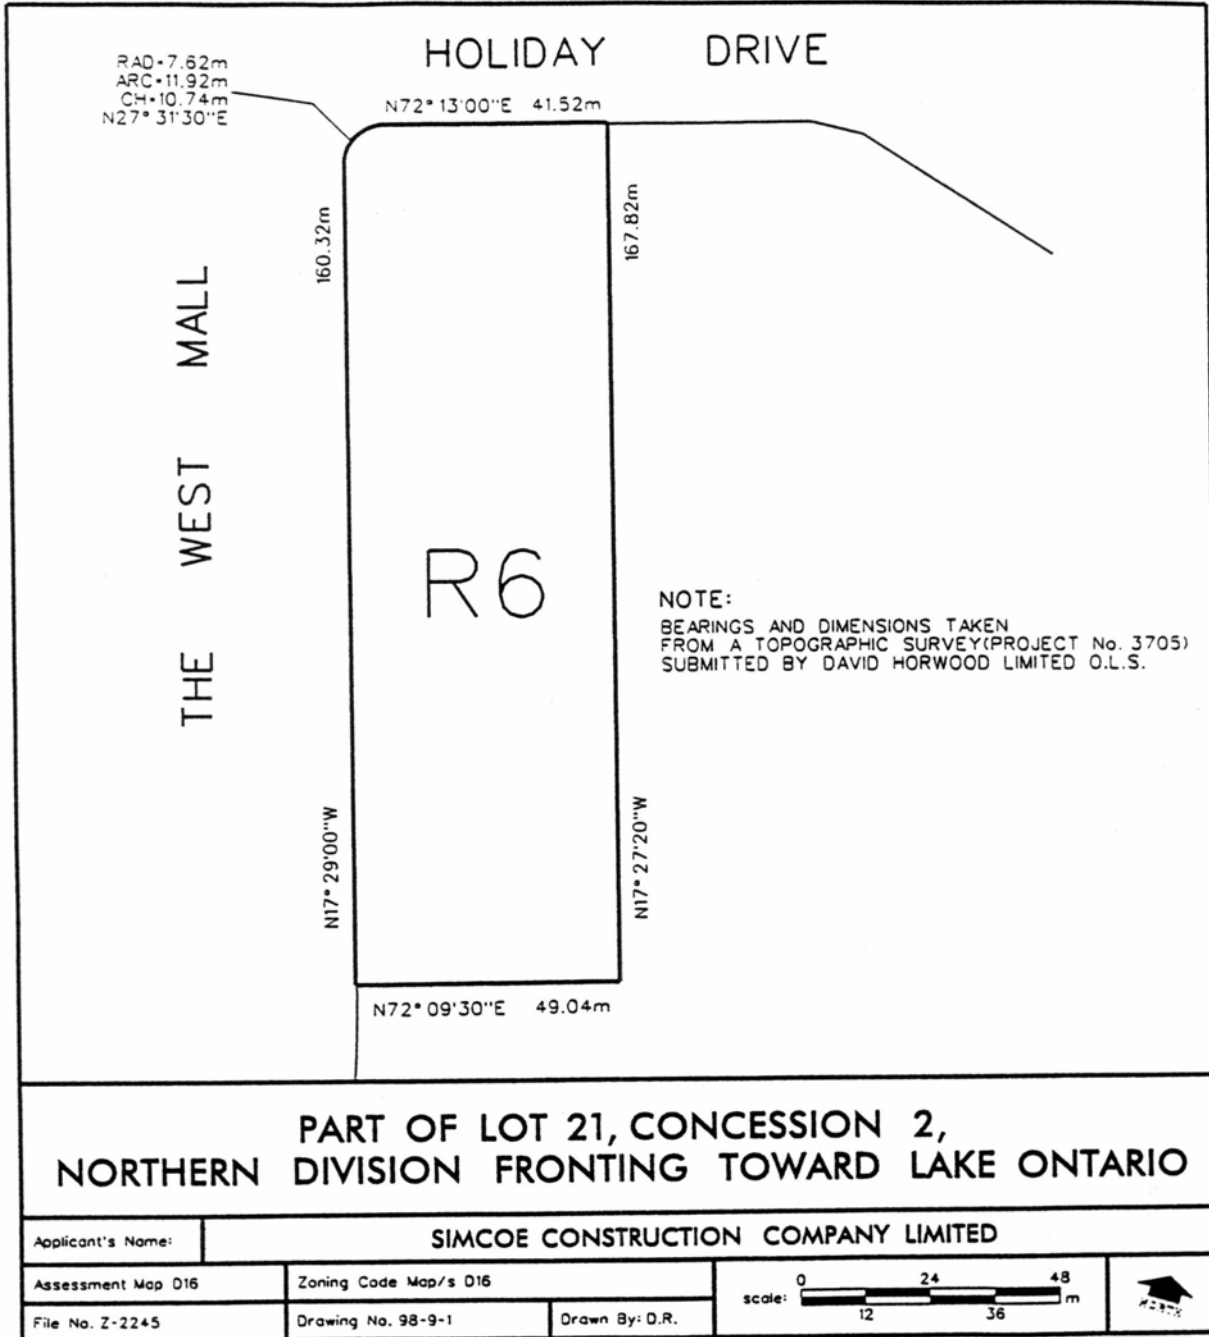 HOLIDAY DRIVE
RAD-7.62m
ARC-11.92m
CH-10.74m
N27° 31'30"E
N72° 13'00"E 41.52m
160.32m
167.82m
THE WEST MALL
R6
NOTE:
BEARINGS AND DIMENSIONS TAKEN
FROM A TOPOGRAPHIC SURVEY(PROJECT No. 3705)
SUBMITTED BY DAVID HORWOOD LIMITED O.L.S.
N17° 29'00"W
N17° 27'20"W
N72° 09'30"E 49.04m
PART OF LOT 21, CONCESSION 2,
NORTHERN DIVISION FRONTING TOWARD LAKE ONTARIO
Applicant's Name: SIMCOE CONSTRUCTION COMPANY LIMITED
Assessment Map D16
Zoning Code Map/s D16
File No. Z-2245
Drawing No. 98-9-1
Drawn By: D.R.
scale: 0 24 48 m
12 36
NORTH